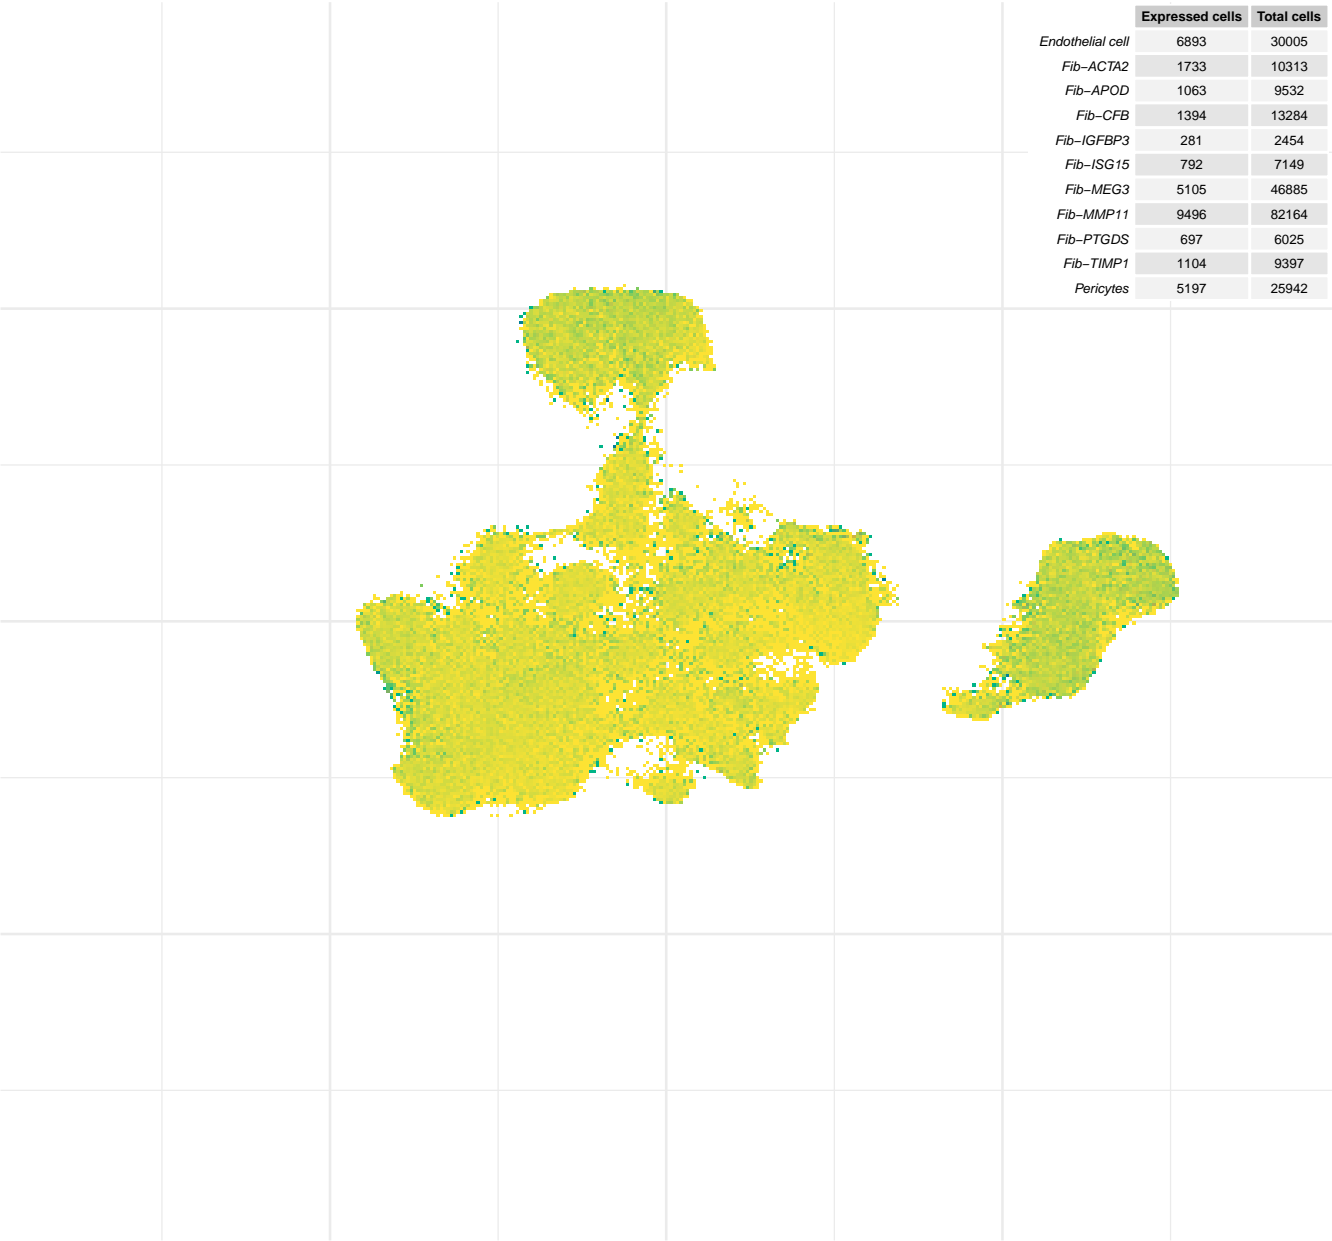 Expressed cells Total cells
Endothelial cell 6893 30005
Fib−ACTA2 1733 10313
Fib−APOD 1063 9532
Fib−CFB 1394 13284
Fib−IGFBP3 281 2454
Fib−ISG15 792 7149
Fib−MEG3 5105 46885
Fib−MMP11 9496 82164
Fib−PTGDS 697 6025
Fib−TIMP1 1104 9397
Pericytes 5197 25942